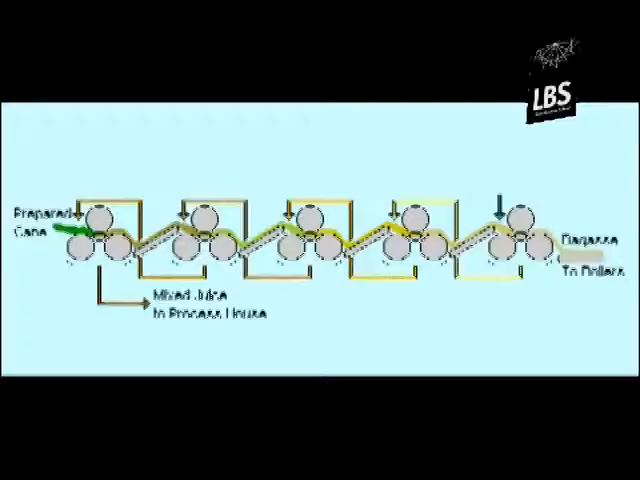 LBS
Prepared
Cane
Bagasse
To Boilers
Mixed Juice
to Process House